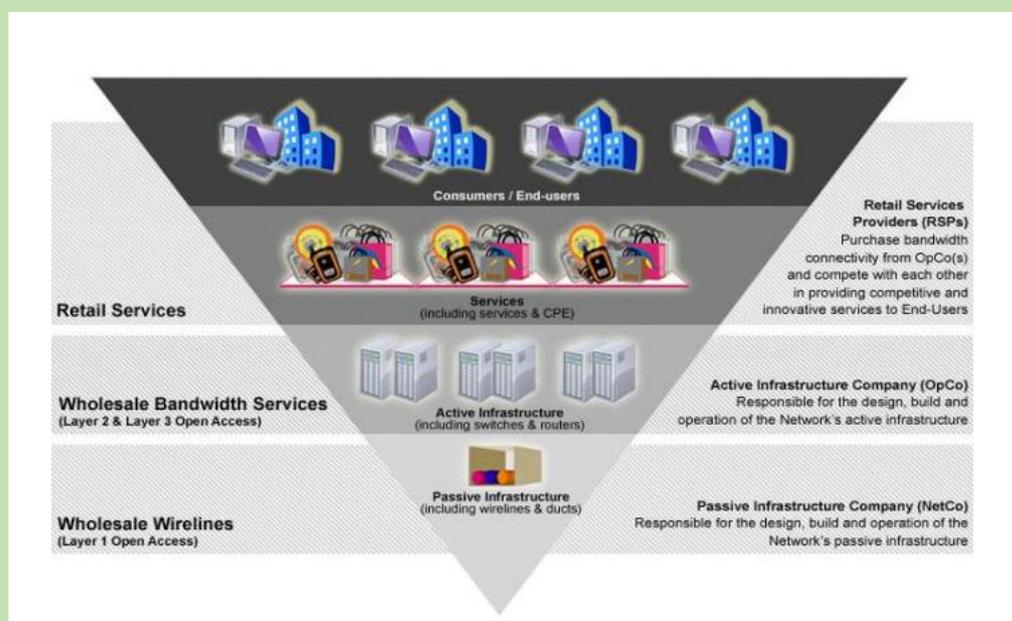 Consumers / End-users
Retail Services
Providers (RSPs)
Purchase bandwidth
connectivity from OpCo(s)
and compete with each other
in providing competitive and
innovative services to End-Users
Services
(including services & CPE)
Retail Services
Active Infrastructure Company (OpCo)
Responsible for the design, build and
operation of the Network's active infrastructure
Wholesale Bandwidth Services
(Layer 2 & Layer 3 Open Access)
Active Infrastructure
(including switches & routers)
Passive Infrastructure
(including wirelines & ducts)
Wholesale Wirelines
(Layer 1 Open Access)
Passive Infrastructure Company (NetCo)
Responsible for the design, build and operation of the
Network's passive infrastructure